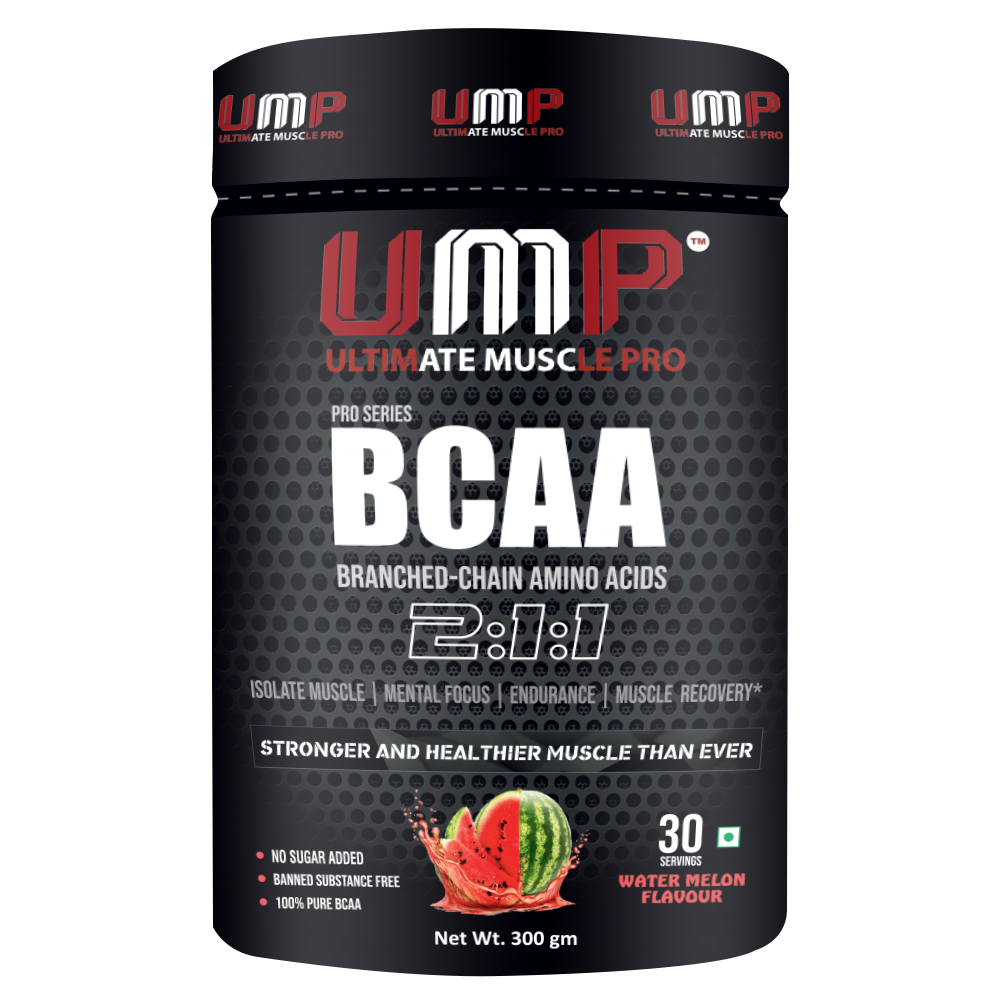 UMP UMP UMP
ULTIMATE MUSCLE PRO ULTIMATE MUSCLE PRO ULTIMATE MUSCLE PRO
UMP™
ULTIMATE MUSCLE PRO
PRO SERIES
BCAA
BRANCHED-CHAIN AMINO ACIDS
2:1:1
ISOLATE MUSCLE | MENTAL FOCUS | ENDURANCE | MUSCLE RECOVERY*
STRONGER AND HEALTHIER MUSCLE THAN EVER
NO SUGAR ADDED
BANNED SUBSTANCE FREE
100% PURE BCAA
30
SERVINGS
WATER MELON
FLAVOUR
Net Wt. 300 gm